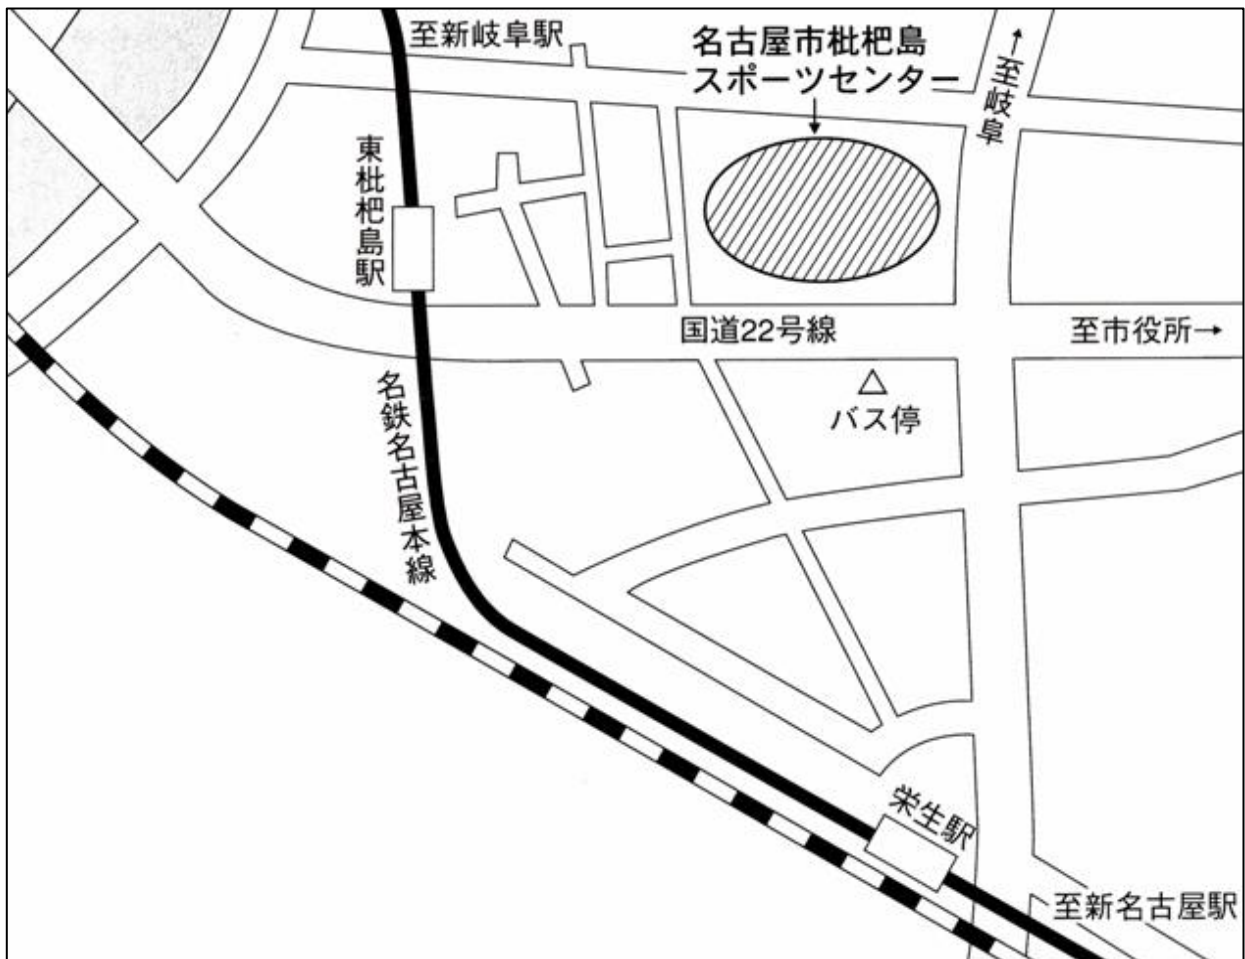 至新岐阜駅
名古屋市枇杷島
スポーツセンター
↑至岐阜
東枇杷島駅
国道22号線
至市役所→
バス停
名鉄名古屋本線
栄生駅
至新名古屋駅